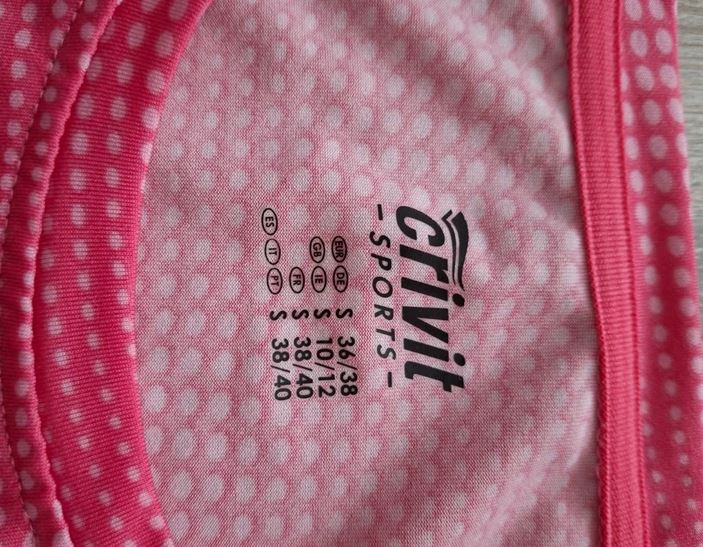 crivit
- SPORTS -
EUR DE S 36/38
GB IE S 10/12
FR S 38/40
ES IT PT S 38/40